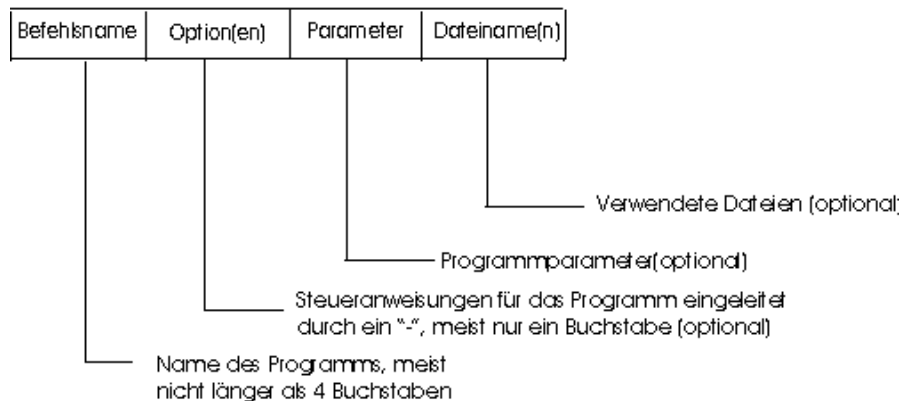 Befehlsname Option(en) Parameter Dateiname(n)
Verwendete Dateien (optional)
Programmparameter(optional)
Steueranweisungen für das Programm eingeleitet
durch ein "-", meist nur ein Buchstabe (optional)
Name des Programms, meist
nicht länger als 4 Buchstaben